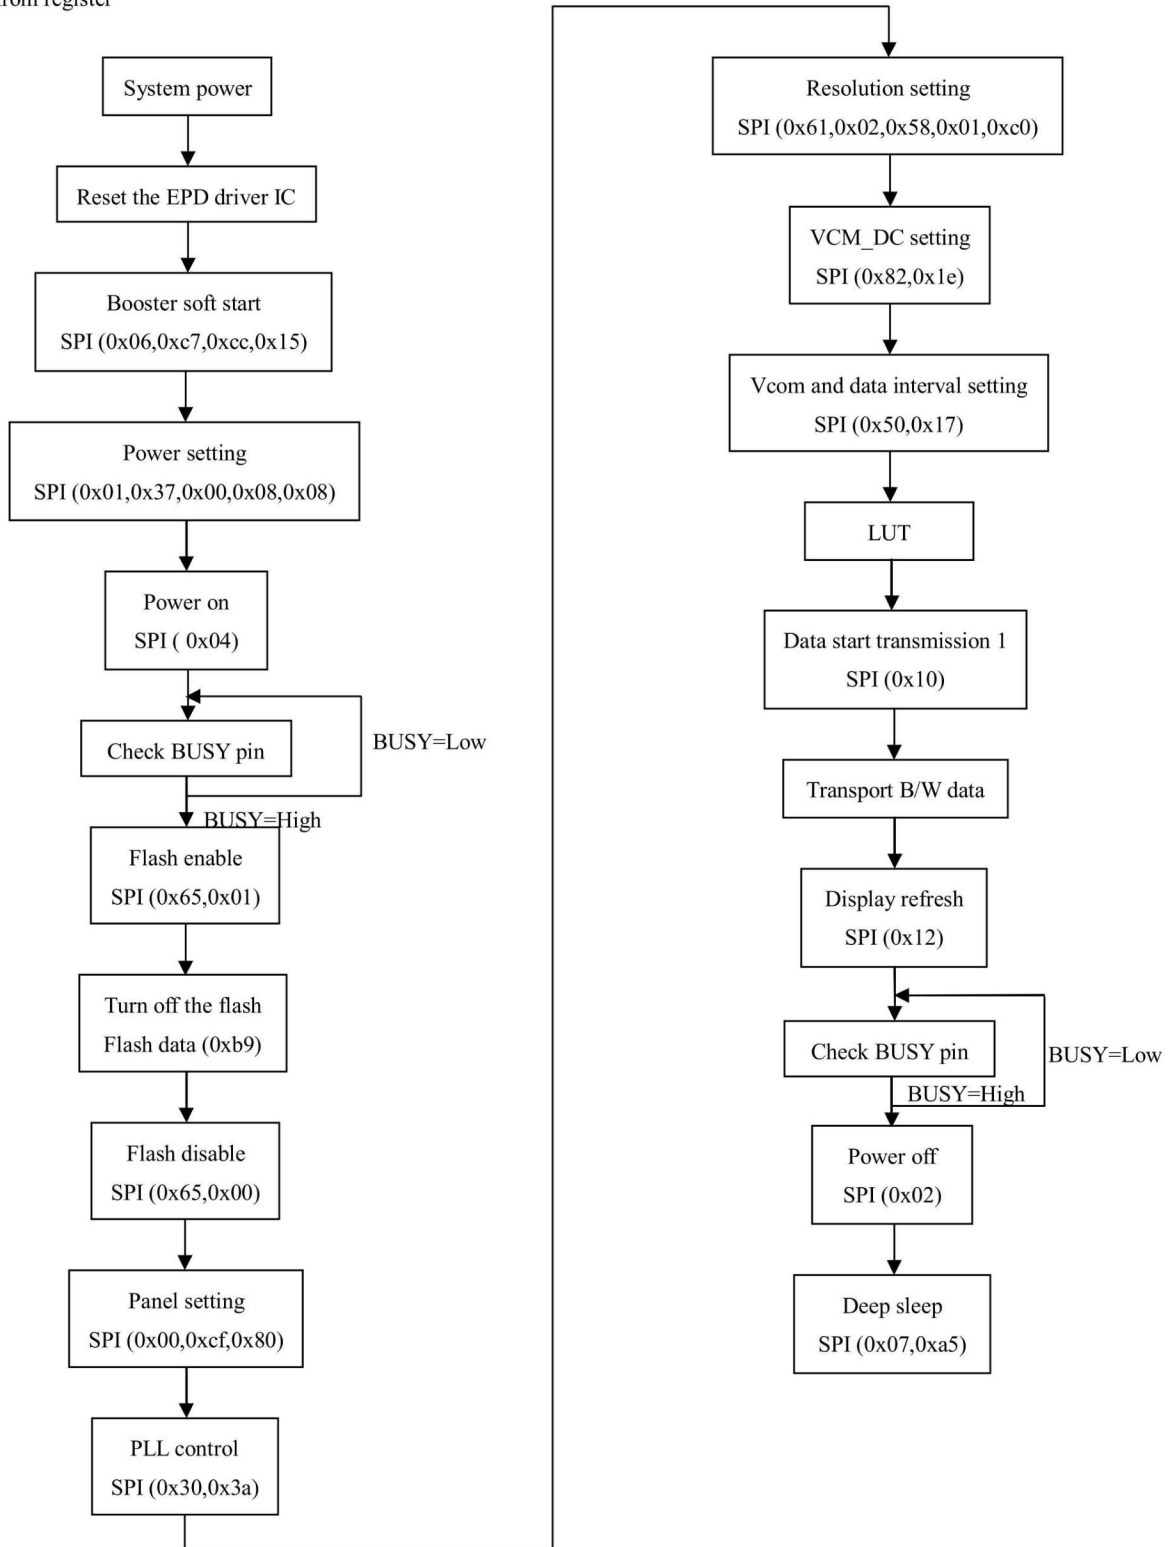 from register
System power
Reset the EPD driver IC
Booster soft start
SPI (0x06,0xc7,0xcc,0x15)
Power setting
SPI (0x01,0x37,0x00,0x08,0x08)
Power on
SPI ( 0x04)
Check BUSY pin
BUSY=Low
BUSY=High
Flash enable
SPI (0x65,0x01)
Turn off the flash
Flash data (0xb9)
Flash disable
SPI (0x65,0x00)
Panel setting
SPI (0x00,0xcf,0x80)
PLL control
SPI (0x30,0x3a)
Resolution setting
SPI (0x61,0x02,0x58,0x01,0xc0)
VCM_DC setting
SPI (0x82,0x1e)
Vcom and data interval setting
SPI (0x50,0x17)
LUT
Data start transmission 1
SPI (0x10)
Transport B/W data
Display refresh
SPI (0x12)
Check BUSY pin
BUSY=Low
BUSY=High
Power off
SPI (0x02)
Deep sleep
SPI (0x07,0xa5)